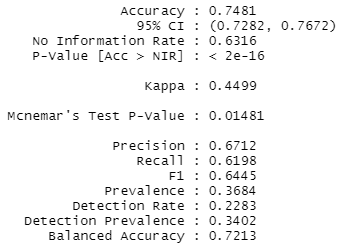 Accuracy : 0.7481
95% CI : (0.7282, 0.7672)
No Information Rate : 0.6316
P-Value [Acc > NIR] : < 2e-16
Kappa : 0.4499
Mcnemar's Test P-Value : 0.01481
Precision : 0.6712
Recall : 0.6198
F1 : 0.6445
Prevalence : 0.3684
Detection Rate : 0.2283
Detection Prevalence : 0.3402
Balanced Accuracy : 0.7213